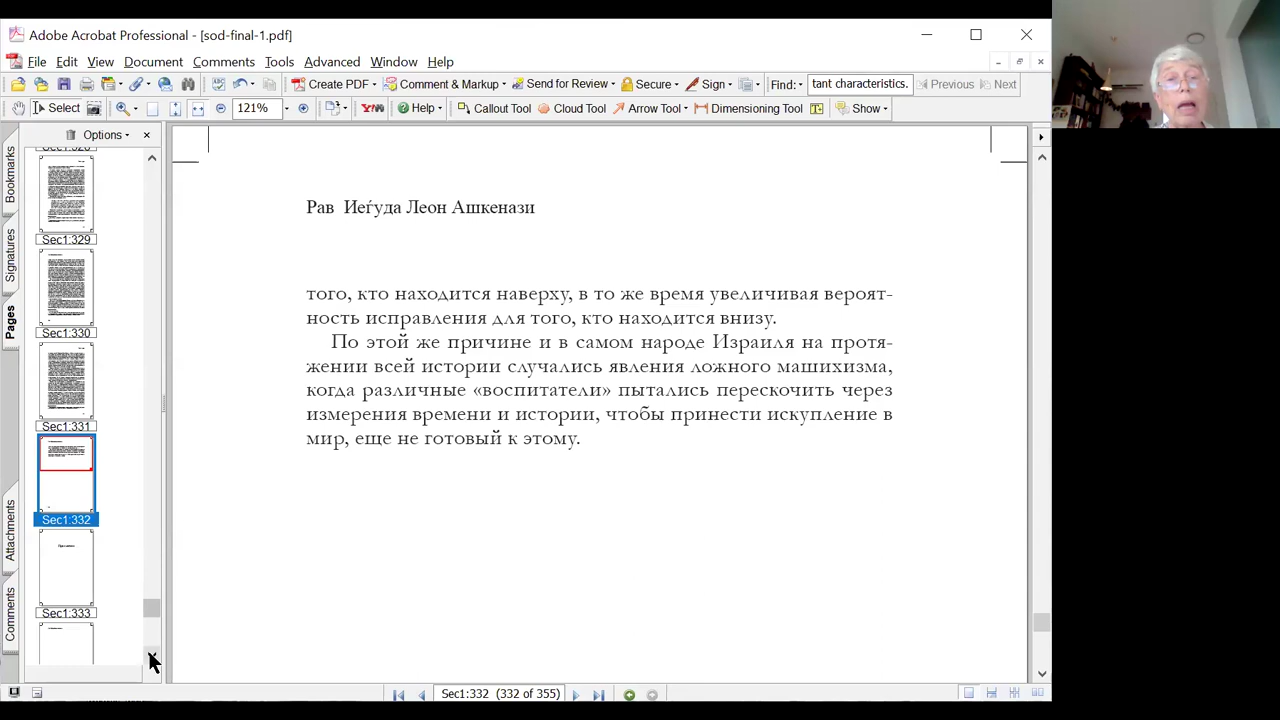 Adobe Acrobat Professional - [sod-final-1.pdf]
File Edit View Document Comments Tools Advanced Window Help
Create PDF Comment & Markup Send for Review Secure Sign Find: tant characteristics. Previous Next
Select 121% Y! Help Callout Tool Cloud Tool Arrow Tool Dimensioning Tool Show
Options
Bookmarks
Signatures
Pages
Attachments
Comments
Sec1:329
Sec1:330
Sec1:331
Sec1:332
Sec1:333
Рав Иеѓуда Леон Ашкенази
того, кто находится наверху, в то же время увеличивая вероят-
ность исправления для того, кто находится внизу.
По этой же причине и в самом народе Израиля на протя-
жении всей истории случались явления ложного машихизма,
когда различные «воспитатели» пытались перескочить через
измерения времени и истории, чтобы принести искупление в
мир, еще не готовый к этому.
Sec1:332 (332 of 355)